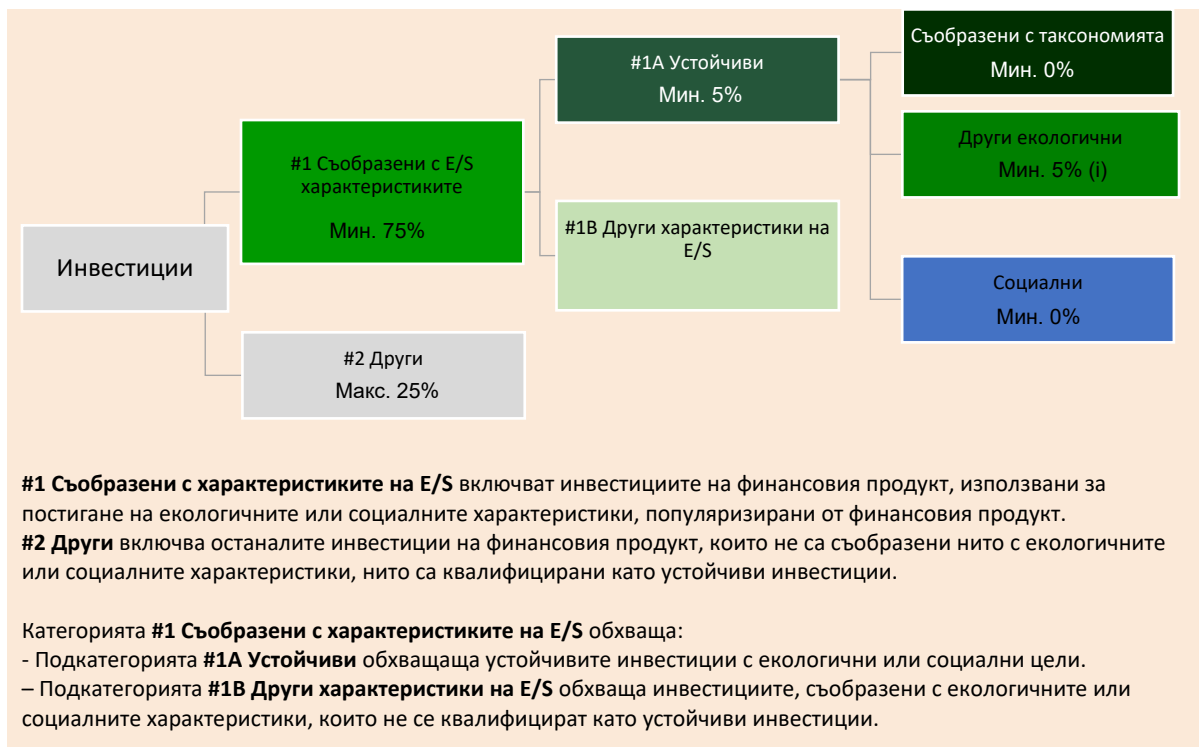 Инвестиции
#1 Съобразени с E/S
характеристиките
Мин. 75%
#2 Други
Макс. 25%
#1A Устойчиви
Мин. 5%
#1B Други характеристики на
E/S
Съобразени с таксономията
Мин. 0%
Други екологични
Мин. 5% (i)
Социални
Мин. 0%
#1 Съобразени с характеристиките на E/S включват инвестициите на финансовия продукт, използвани за
постигане на екологичните или социалните характеристики, популяризирани от финансовия продукт.
#2 Други включва останалите инвестиции на финансовия продукт, които не са съобразени нито с екологичните
или социалните характеристики, нито са квалифицирани като устойчиви инвестиции.
Категорията #1 Съобразени с характеристиките на E/S обхваща:
- Подкатегорията #1A Устойчиви обхващаща устойчивите инвестиции с екологични или социални цели.
– Подкатегорията #1B Други характеристики на E/S обхваща инвестициите, съобразени с екологичните или
социалните характеристики, които не се квалифицират като устойчиви инвестиции.